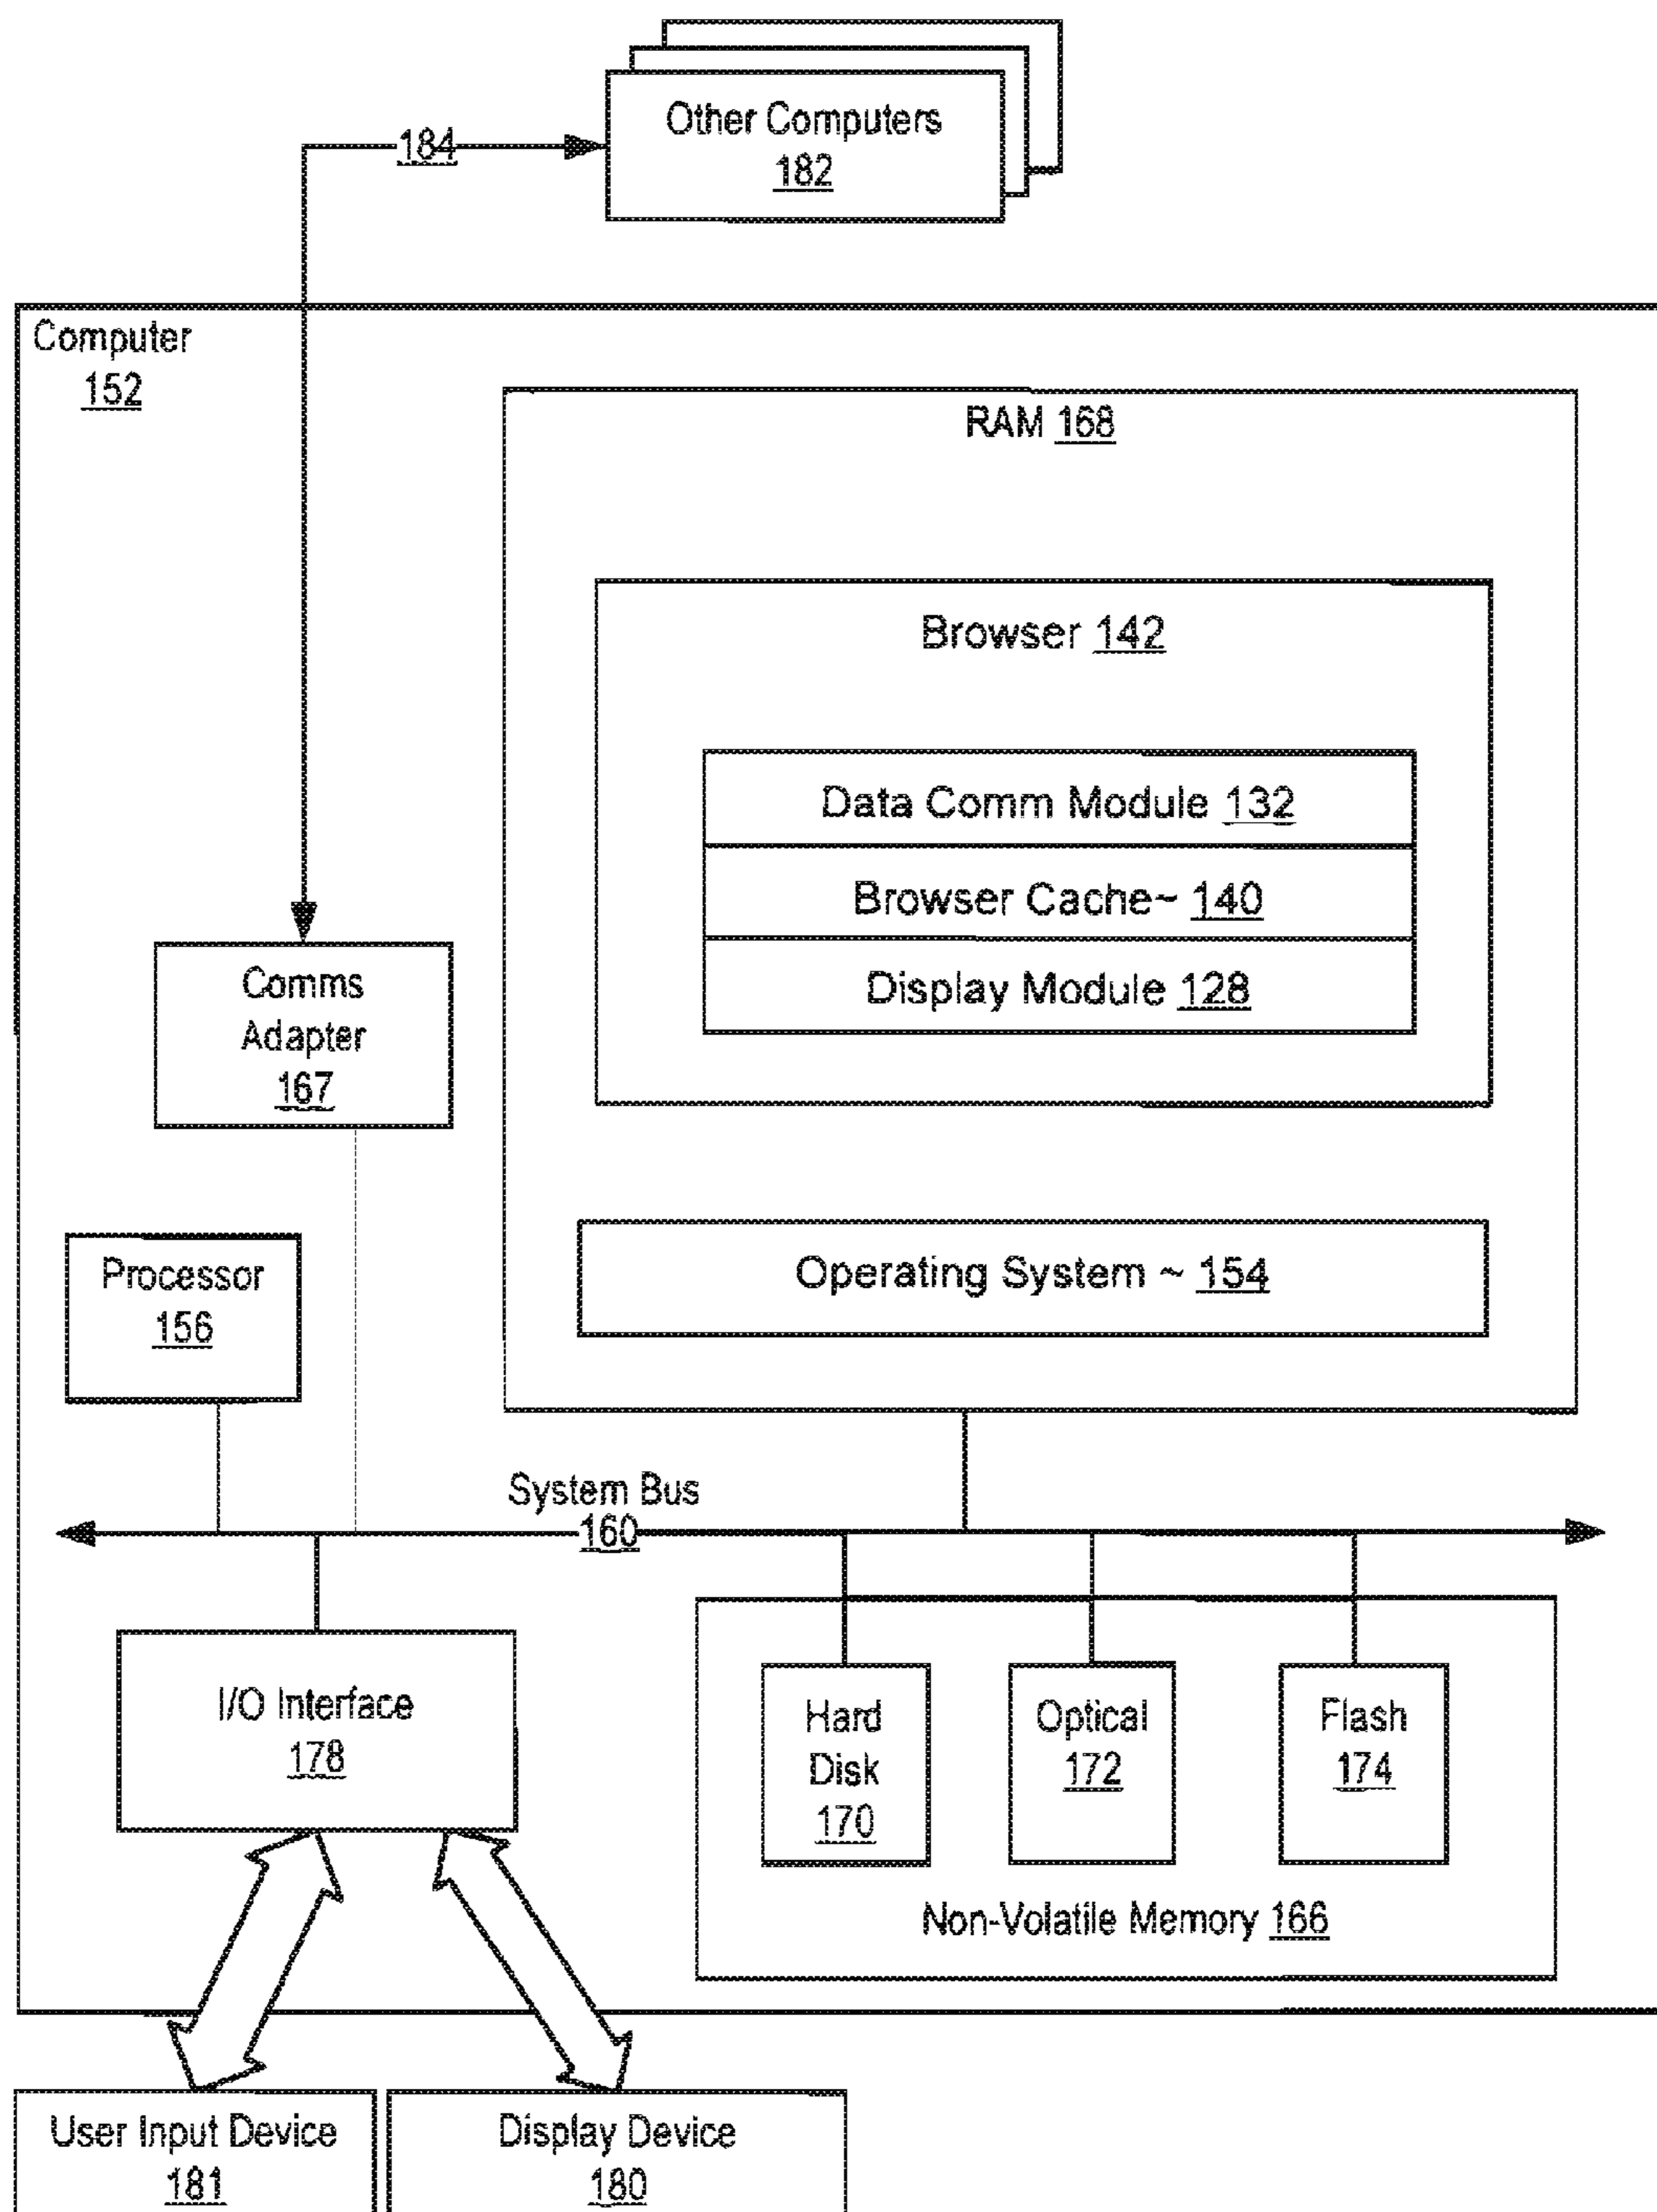 Other Computers
182
184
Computer
152
RAM 168
Browser 142
Data Comm Module 132
Browser Cache~ 140
Display Module 128
Comms
Adapter
167
Processor
156
Operating System ~ 154
System Bus
160
I/O Interface
178
Hard
Disk
170
Optical
172
Flash
174
Non-Volatile Memory 166
User Input Device
181
Display Device
180